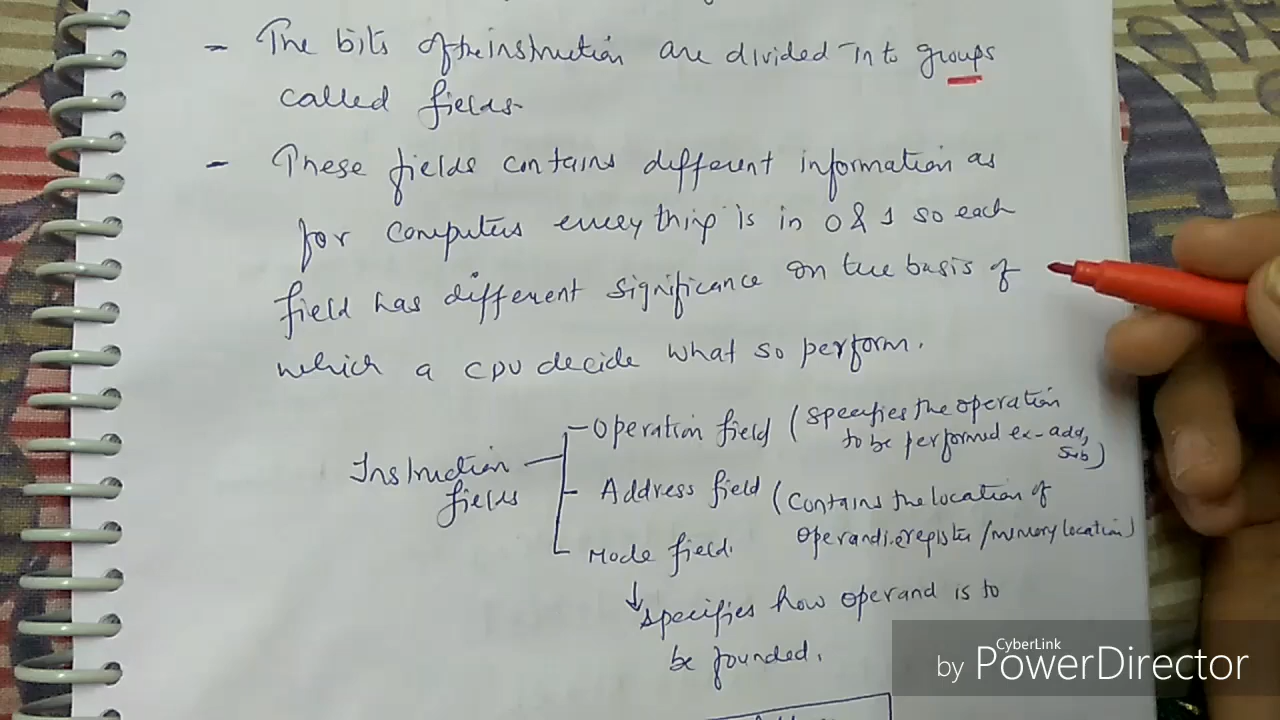 - The bits of the instruction are divided into groups
called fields.
- These fields contains different information as
for computers every thing is in 0 & 1 so each
field has different significance on the basis of
which a CPU decide what so perform.
Instruction fields
- Operation field (specifies the operation
to be performed ex- add,
sub)
- Address field (contains the location of
operand i.e register/memory location)
- Mode field.
↓ specifies how operand is to
be founded.
CyberLink
by PowerDirector